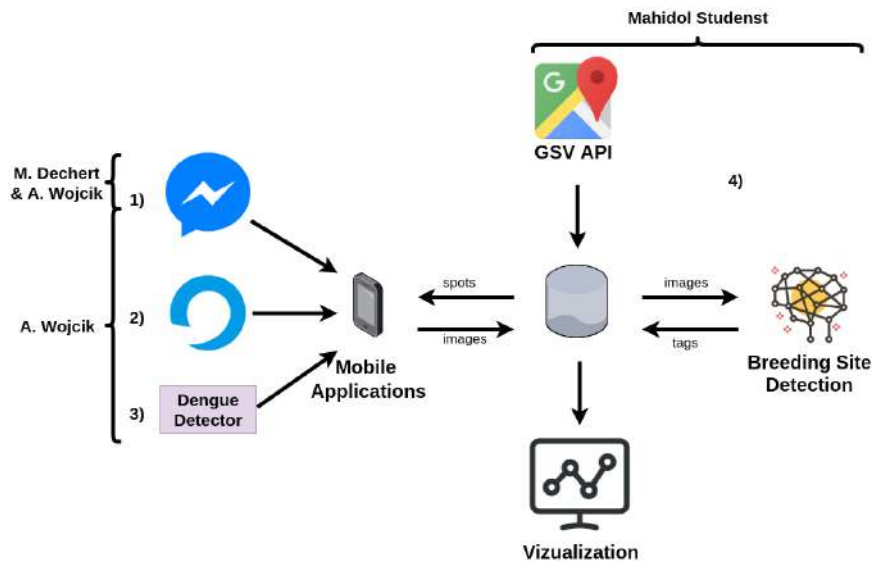 Mahidol Studenst
G
GSV API
M. Dechert
& A. Wojcik
1)
4)
A. Wojcik
2)
spots
images
images
tags
Mobile
Applications
Breeding Site
Detection
3)
Dengue
Detector
Vizualization